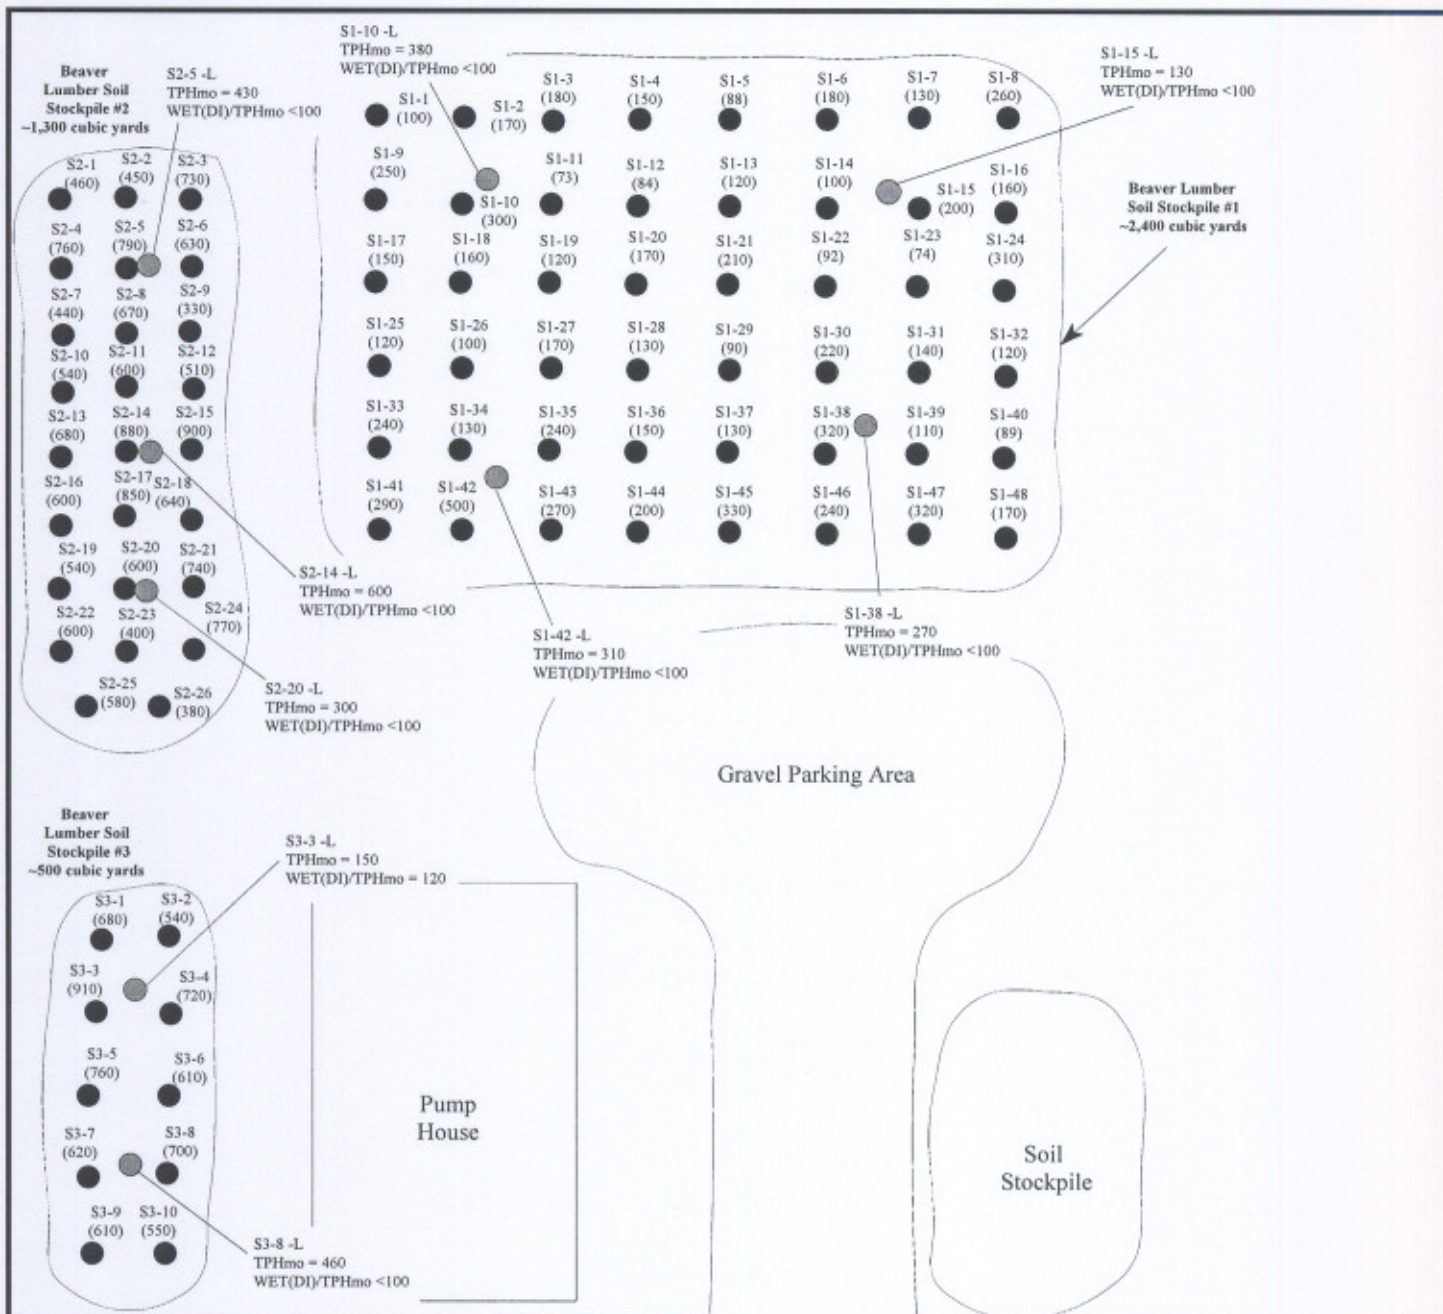 S1-10 -L
TPHmo = 380
WET(DI)/TPHmo <100
S1-15 -L
TPHmo = 130
WET(DI)/TPHmo <100
Beaver
Lumber Soil
Stockpile #2
~1,300 cubic yards
S2-5 -L
TPHmo = 430
WET(DI)/TPHmo <100
S1-1
(100)
S1-2
(170)
S1-3
(180)
S1-4
(150)
S1-5
(88)
S1-6
(180)
S1-7
(130)
S1-8
(260)
S1-9
(250)
S1-10
(300)
S1-11
(73)
S1-12
(84)
S1-13
(120)
S1-14
(100)
S1-15
(200)
S1-16
(160)
Beaver Lumber
Soil Stockpile #1
~2,400 cubic yards
S1-17
(150)
S1-18
(160)
S1-19
(120)
S1-20
(170)
S1-21
(210)
S1-22
(92)
S1-23
(74)
S1-24
(310)
S1-25
(120)
S1-26
(100)
S1-27
(170)
S1-28
(130)
S1-29
(90)
S1-30
(220)
S1-31
(140)
S1-32
(120)
S1-33
(240)
S1-34
(130)
S1-35
(240)
S1-36
(150)
S1-37
(130)
S1-38
(320)
S1-39
(110)
S1-40
(89)
S1-41
(290)
S1-42
(500)
S1-43
(270)
S1-44
(200)
S1-45
(330)
S1-46
(240)
S1-47
(320)
S1-48
(170)
S2-1
(460)
S2-2
(450)
S2-3
(730)
S2-4
(760)
S2-5
(790)
S2-6
(630)
S2-7
(440)
S2-8
(670)
S2-9
(330)
S2-10
(540)
S2-11
(600)
S2-12
(510)
S2-13
(680)
S2-14
(880)
S2-15
(900)
S2-16
(600)
S2-17
(850)
S2-18
(640)
S2-19
(540)
S2-20
(600)
S2-21
(740)
S2-22
(600)
S2-23
(400)
S2-24
(770)
S2-25
(580)
S2-26
(380)
S2-14 -L
TPHmo = 600
WET(DI)/TPHmo <100
S1-42 -L
TPHmo = 310
WET(DI)/TPHmo <100
S1-38 -L
TPHmo = 270
WET(DI)/TPHmo <100
S2-20 -L
TPHmo = 300
WET(DI)/TPHmo <100
Gravel Parking Area
Beaver
Lumber Soil
Stockpile #3
~500 cubic yards
S3-3 -L
TPHmo = 150
WET(DI)/TPHmo = 120
S3-1
(680)
S3-2
(540)
S3-3
(910)
S3-4
(720)
S3-5
(760)
S3-6
(610)
S3-7
(620)
S3-8
(700)
S3-9
(610)
S3-10
(550)
S3-8 -L
TPHmo = 460
WET(DI)/TPHmo <100
Pump
House
Soil
Stockpile